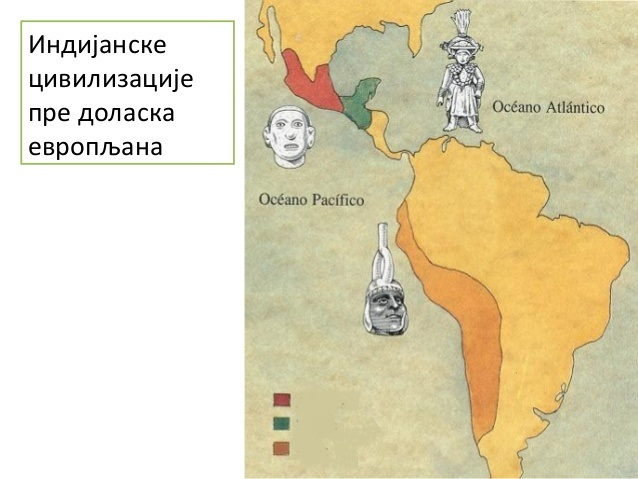 Индијанске
цивилизације
пре доласка
европљана
Océano Atlántico
Océano Pacífico